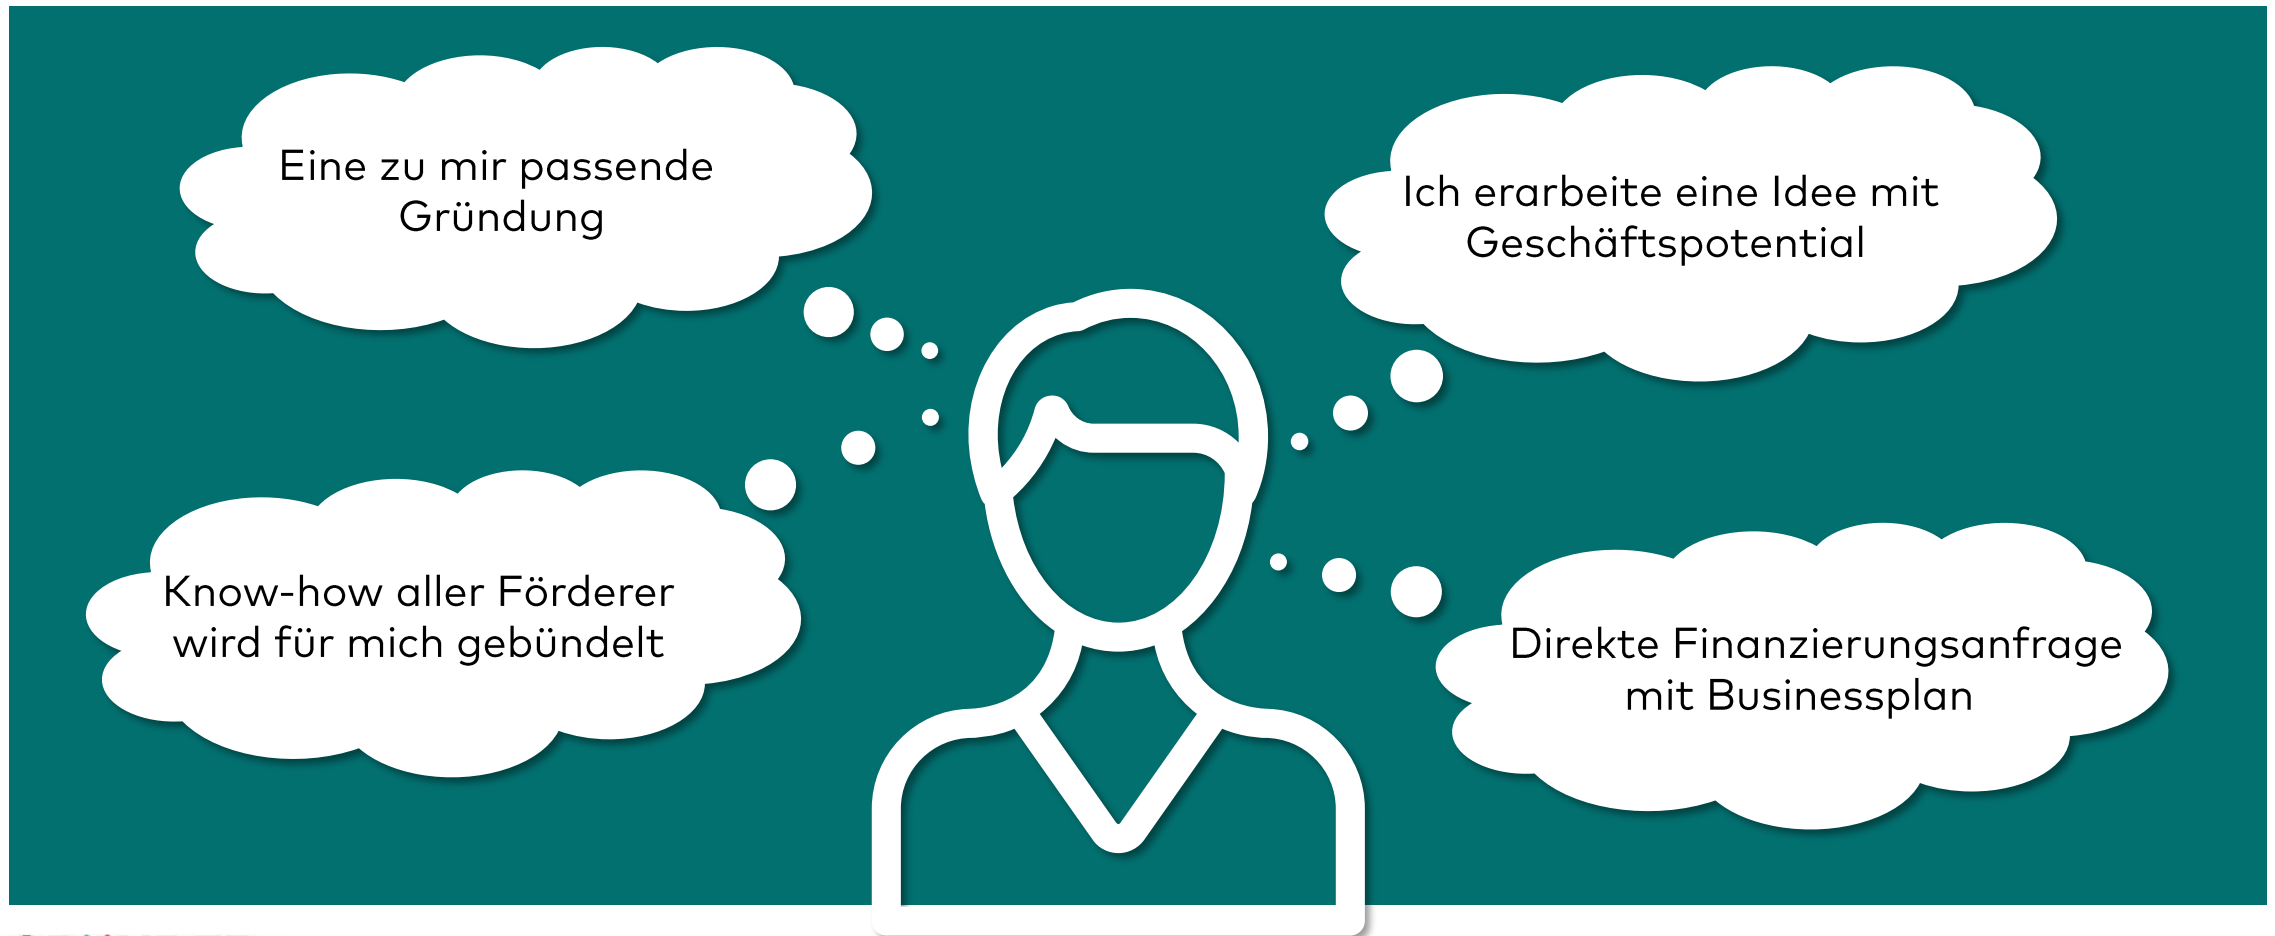 Eine zu mir passende
Gründung
Ich erarbeite eine Idee mit
Geschäftspotential
Know-how aller Förderer
wird für mich gebündelt
Direkte Finanzierungsanfrage
mit Businessplan